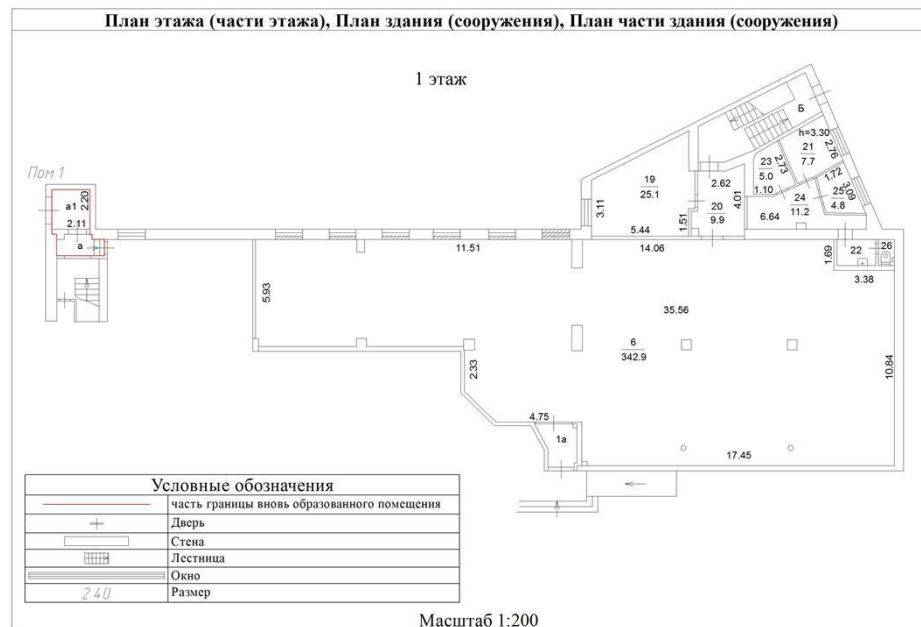 План этажа (части этажа), План здания (сооружения), План части здания (сооружения)
1 этаж
Б
h=3.30
21
7.7
2.76
23
5.0
2.73
1.10
1.72
25
4.8
3.09
24
11.2
6.64
19
25.1
3.11
5.44
2.62
4.01
20
9.9
1.51
Пом.1
а1
2.20
2.11
а
11.51
14.06
22
26
1.69
3.38
5.93
35.56
6
342.9
10.84
2.33
4.75
1а
17.45
Условные обозначения
часть границы вновь образованного помещения
Дверь
Стена
Лестница
Окно
2.40
Размер
Масштаб 1:200